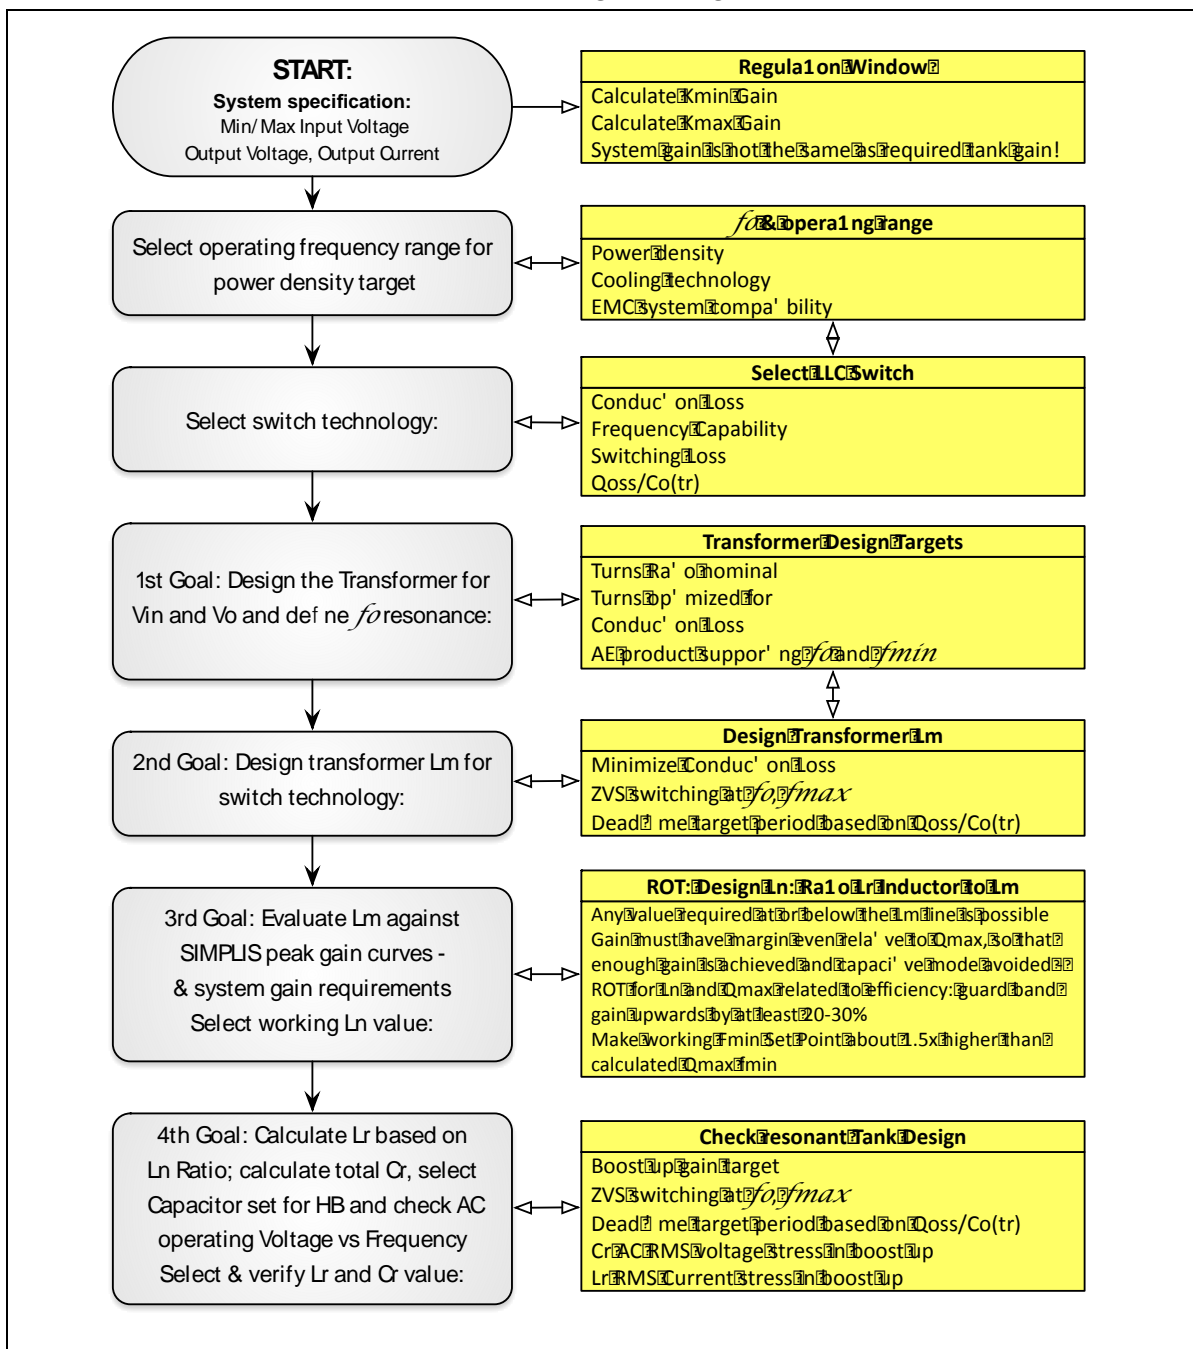 START:
System specification:
Min/ Max Input Voltage
Output Voltage, Output Current
Regula1on⍰Window⍰
Calculate⍰Kmin⍰Gain
Calculate⍰Kmax⍰Gain
System⍰gain⍰is⍰not⍰the⍰same⍰as⍰required⍰tank⍰gain!
Select operating frequency range for
power density target
fo⍰&⍰opera1ng⍰range
Power⍰density
Cooling⍰technology
EMC⍰system⍰compa' bility
Select switch technology:
Select⍰LLC⍰Switch
Conduc' on⍰Loss
Frequency⍰Capability
Switching⍰Loss
Qoss/Co(tr)
1st Goal: Design the Transformer for
Vin and Vo and def ne fo resonance:
Transformer⍰Design⍰Targets
Turns⍰Ra' o⍰nominal
Turns⍰op' mized⍰for
Conduc' on⍰Loss
AE⍰product⍰suppor' ng⍰fo⍰and⍰fmin
2nd Goal: Design transformer Lm for
switch technology:
Design⍰Transformer⍰Lm
Minimize⍰Conduc' on⍰Loss
ZVS⍰switching⍰at⍰fo,⍰fmax
Dead⍰' me⍰target⍰period⍰based⍰on⍰Qoss/Co(tr)
3rd Goal: Evaluate Lm against
SIMPLIS peak gain curves -
& system gain requirements
Select working Ln value:
ROT:⍰Design⍰Ln:⍰Ra1o⍰Lr⍰Inductor⍰to⍰Lm
Any⍰value⍰required⍰at⍰or⍰below⍰the⍰Lm⍰line⍰is⍰possible
Gain⍰must⍰have⍰margin⍰even⍰rela' ve⍰to⍰Qmax,⍰so⍰that⍰
enough⍰gain⍰is⍰achieved⍰and⍰capaci' ve⍰mode⍰avoided⍰-⍰
ROT⍰for⍰Ln⍰and⍰Qmax⍰related⍰to⍰efficiency:⍰guard⍰band⍰
gain⍰upwards⍰by⍰at⍰least⍰20-30%
Make⍰working⍰Fmin⍰Set⍰Point⍰about⍰1.5x⍰higher⍰than⍰
calculated⍰Qmax⍰fmin
4th Goal: Calculate Lr based on
Ln Ratio; calculate total Cr, select
Capacitor set for HB and check AC
operating Voltage vs Frequency
Select & verify Lr and Cr value:
Check⍰resonant⍰Tank⍰Design
Boost⍰up⍰gain⍰target
ZVS⍰switching⍰at⍰fo,⍰fmax
Dead⍰' me⍰target⍰period⍰based⍰on⍰Qoss/Co(tr)
Cr⍰AC⍰RMS⍰voltage⍰stress⍰in⍰boost⍰up
Lr⍰RMS⍰Current⍰stress⍰in⍰boost⍰up